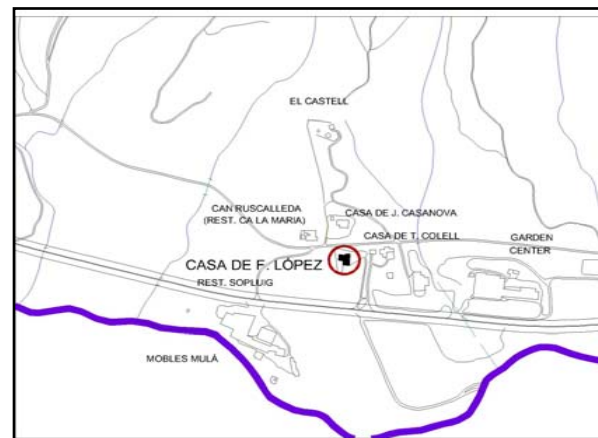 EL CASTELL
CAN RUSCALLEDA
(REST. CA LA MARIA)
CASA DE J. CASANOVA
CASA DE T. COLELL
GARDEN
CENTER
CASA DE F. LÓPEZ
REST. SOPLUIG
MOBLES MULÀ